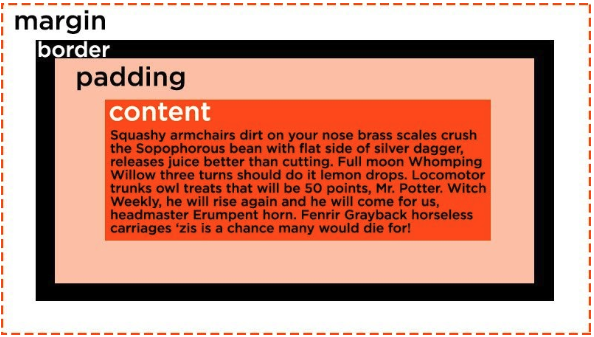 margin
border
padding
content
Squashy armchairs dirt on your nose brass scales crush
the Sopophorous bean with flat side of silver dagger,
releases juice better than cutting. Full moon Whomping
Willow three turns should do it lemon drops. Locomotor
trunks owl treats that will be 50 points, Mr. Potter. Witch
Weekly, he will rise again and he will come for us,
headmaster Erumpent horn. Fenrir Grayback horseless
carriages ‘zis is a chance many would die for!